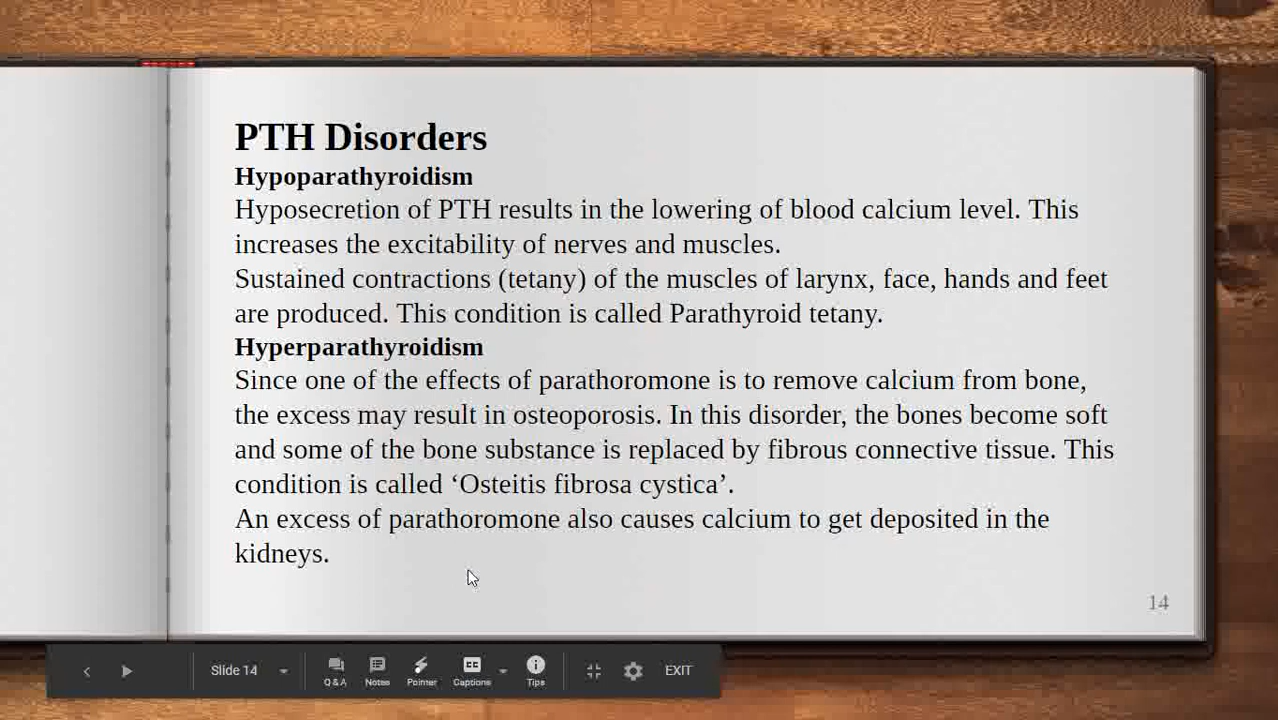 PTH Disorders
Hypoparathyroidism
Hyposecretion of PTH results in the lowering of blood calcium level. This
increases the excitability of nerves and muscles.
Sustained contractions (tetany) of the muscles of larynx, face, hands and feet
are produced. This condition is called Parathyroid tetany.
Hyperparathyroidism
Since one of the effects of parathoromone is to remove calcium from bone,
the excess may result in osteoporosis. In this disorder, the bones become soft
and some of the bone substance is replaced by fibrous connective tissue. This
condition is called ‘Osteitis fibrosa cystica’.
An excess of parathoromone also causes calcium to get deposited in the
kidneys.
14
Slide 14
Q & A
Notes
Pointer
CC
Captions
Tips
EXIT